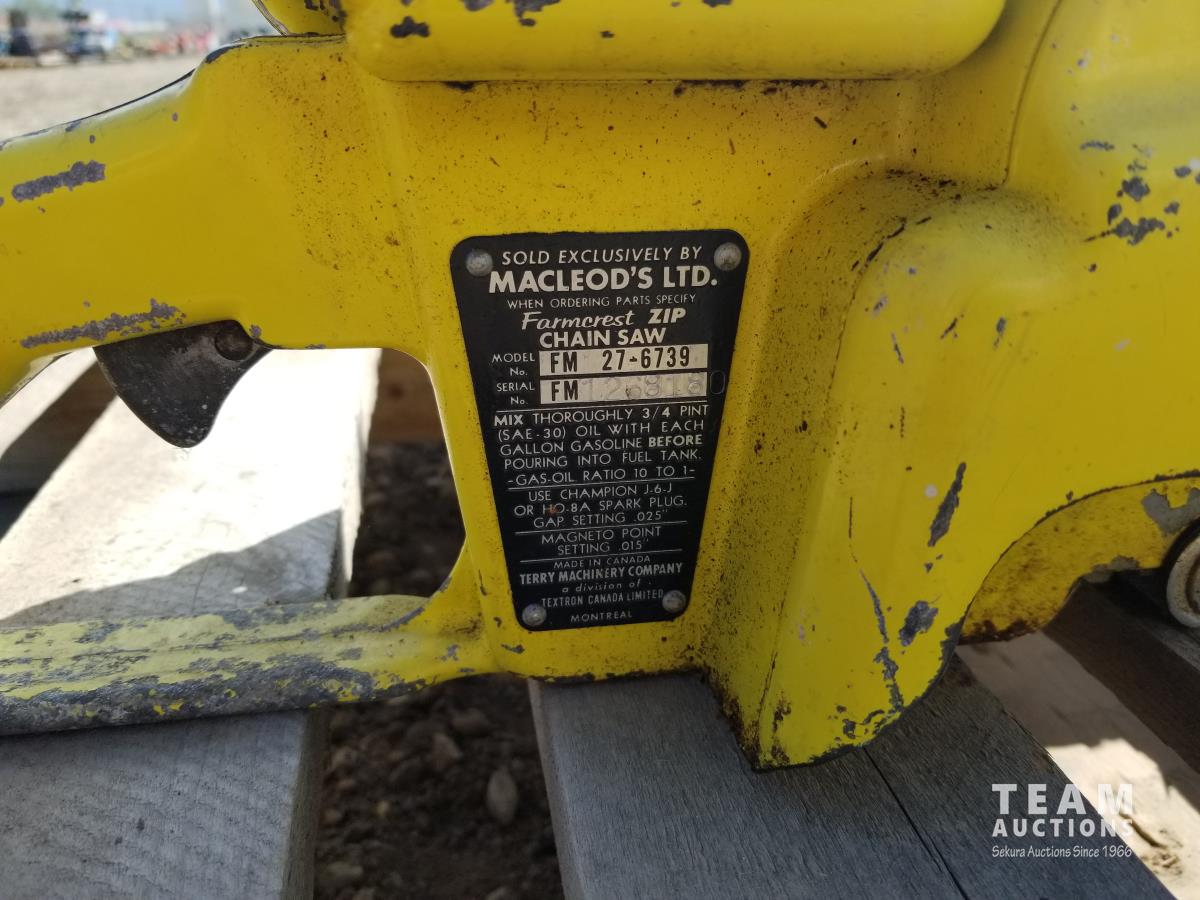 SOLD EXCLUSIVELY BY
MACLEOD'S LTD.
WHEN ORDERING PARTS SPECIFY
Farmcrest ZIP
CHAIN SAW
MODEL No. FM 27-6739
SERIAL No. FM 1268180
MIX THOROUGHLY 3/4 PINT
(SAE-30) OIL WITH EACH
GALLON GASOLINE BEFORE
POURING INTO FUEL TANK.
-GAS-OIL RATIO 10 TO 1-
USE CHAMPION J-6-J
OR HO-8A SPARK PLUG.
GAP SETTING .025"
MAGNETO POINT
SETTING .015"
MADE IN CANADA
TERRY MACHINERY COMPANY
a division of
TEXTRON CANADA LIMITED
MONTREAL
TEAM
AUCTIONS
Sekura Auctions Since 1966